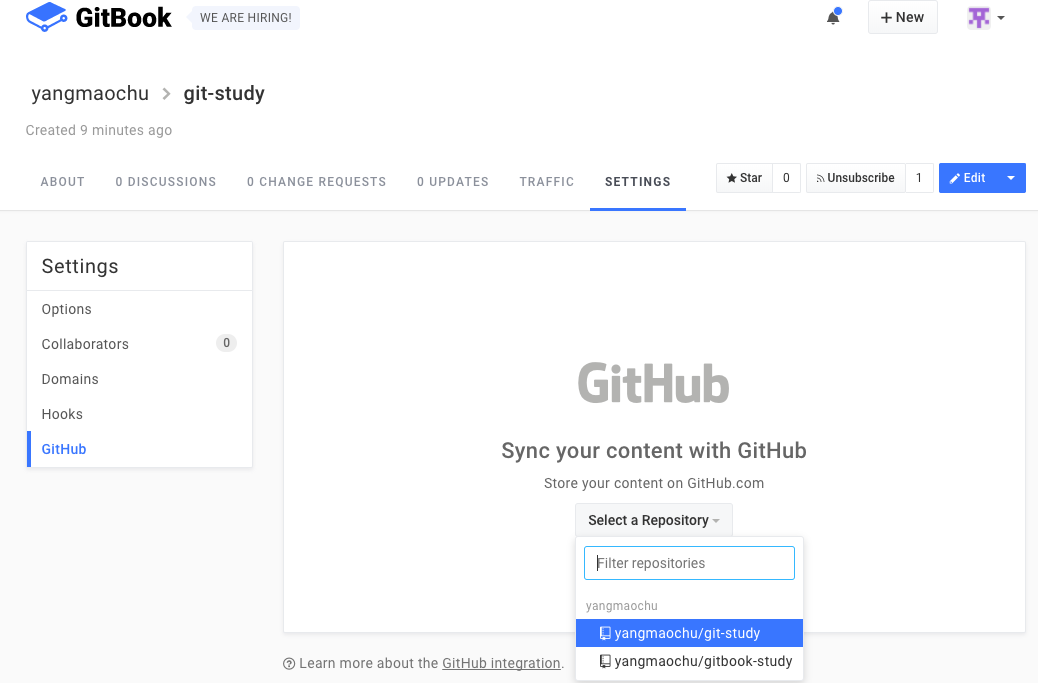 GitBook WE ARE HIRING! + New
yangmaochu > git-study
Created 9 minutes ago
ABOUT 0 DISCUSSIONS 0 CHANGE REQUESTS 0 UPDATES TRAFFIC SETTINGS Star 0 Unsubscribe 1 Edit
Settings
Options
Collaborators 0
Domains
Hooks
GitHub
GitHub
Sync your content with GitHub
Store your content on GitHub.com
Select a Repository
Filter repositories
yangmaochu
yangmaochu/git-study
yangmaochu/gitbook-study
Learn more about the GitHub integration.